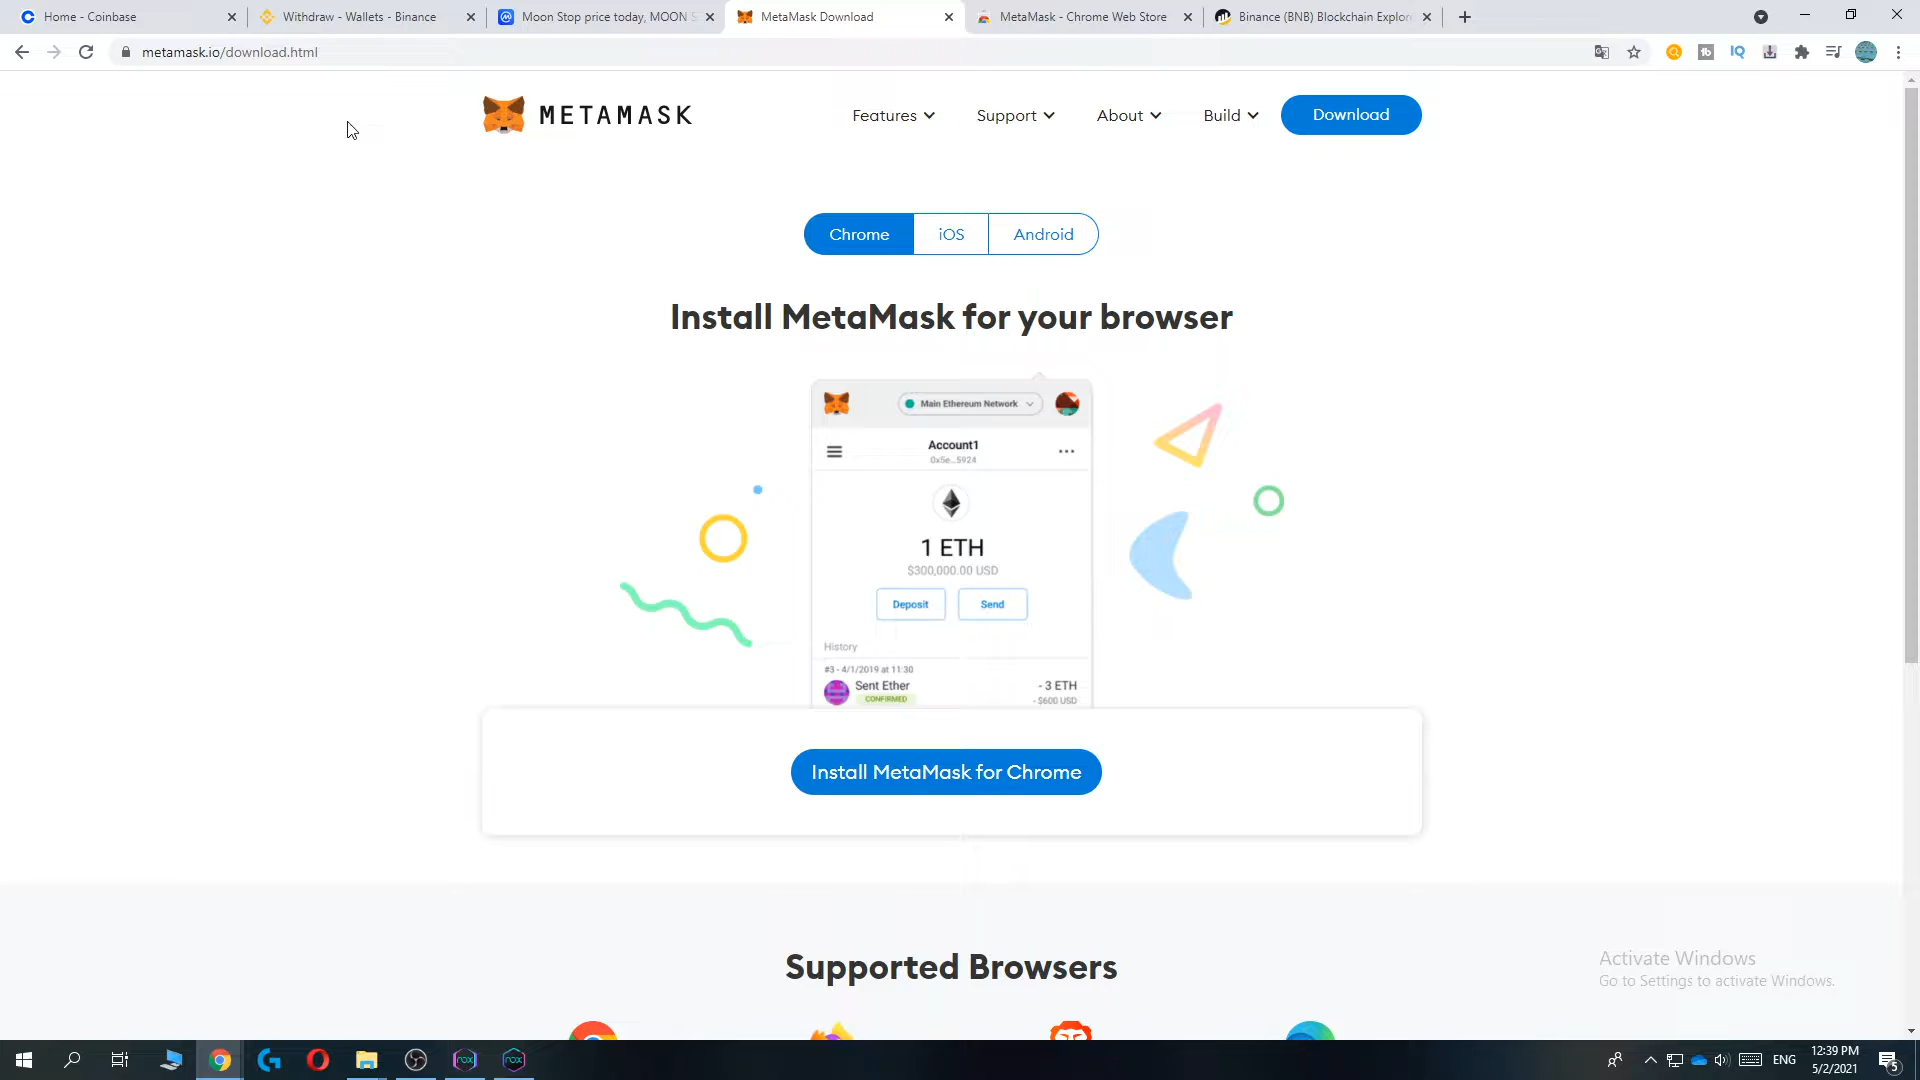 Home - Coinbase
Withdraw - Wallets - Binance
Moon Stop price today, MOON S
MetaMask Download
MetaMask - Chrome Web Store
Binance (BNB) Blockchain Explor
metamask.io/download.html
METAMASK
Features
Support
About
Build
Download
Chrome
iOS
Android
Install MetaMask for your browser
Main Ethereum Network
Account1
0x5e...5924
1 ETH
$300,000.00 USD
Deposit
Send
History
#3 - 4/1/2019 at 11:30
Sent Ether
- 3 ETH
CONFIRMED
- $600 USD
Install MetaMask for Chrome
Supported Browsers
Activate Windows
Go to Settings to activate Windows.
ENG
12:39 PM
5/2/2021
5